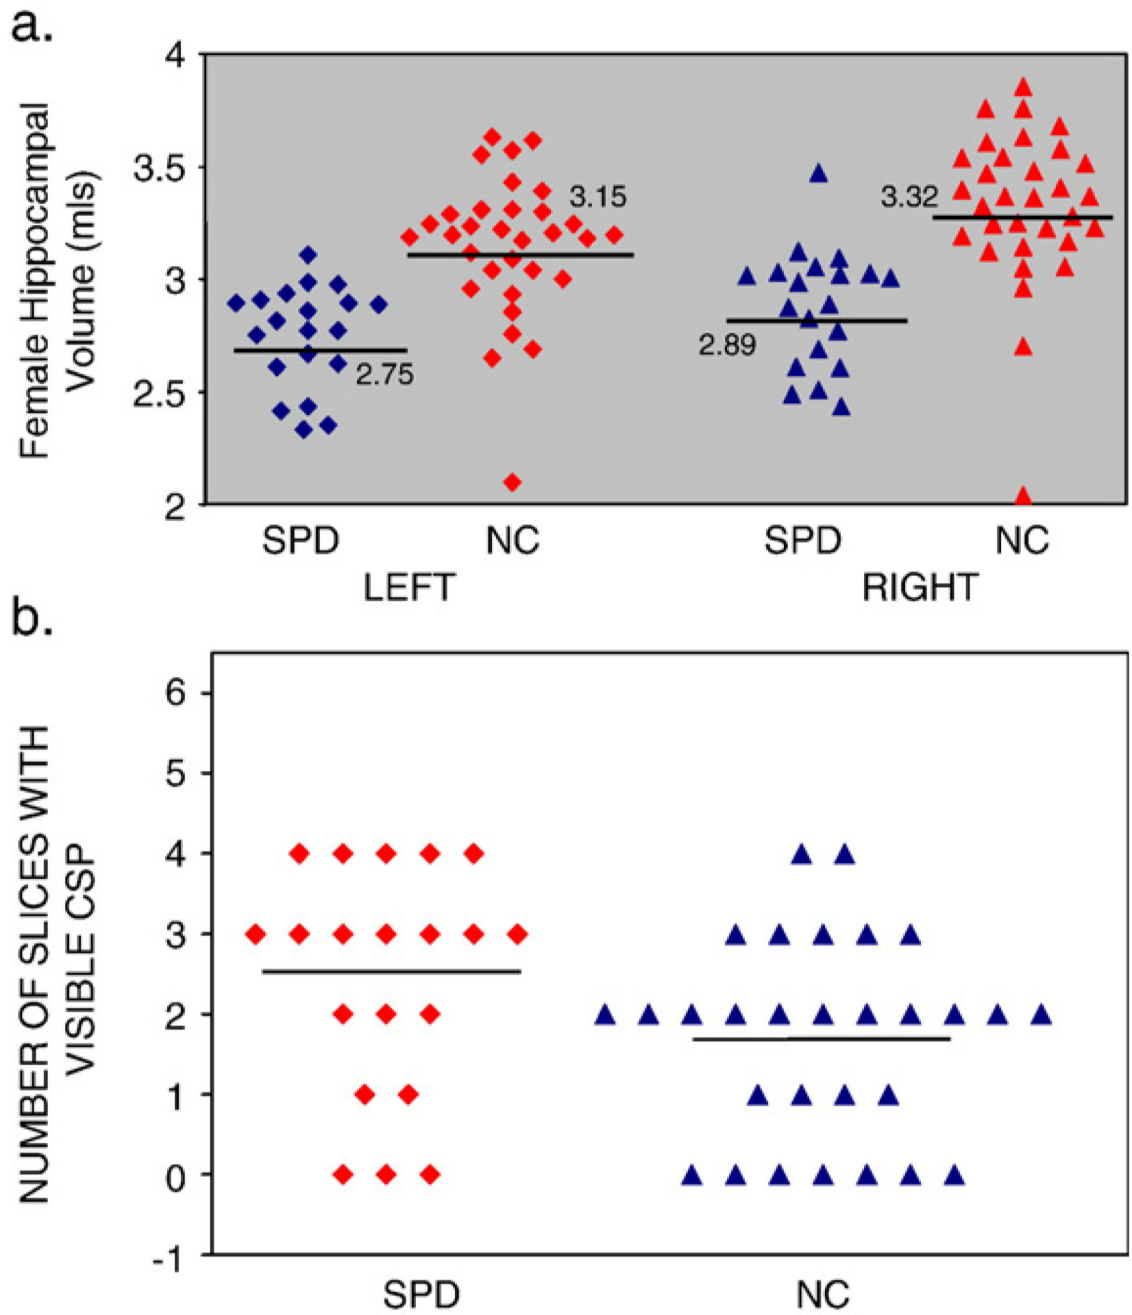 a.
Female Hippocampal
Volume (mls)
4
3.5
3
2.5
2
2.75
3.15
2.89
3.32
SPD NC SPD NC
LEFT RIGHT
b.
NUMBER OF SLICES WITH
VISIBLE CSP
6
5
4
3
2
1
0
-1
SPD NC